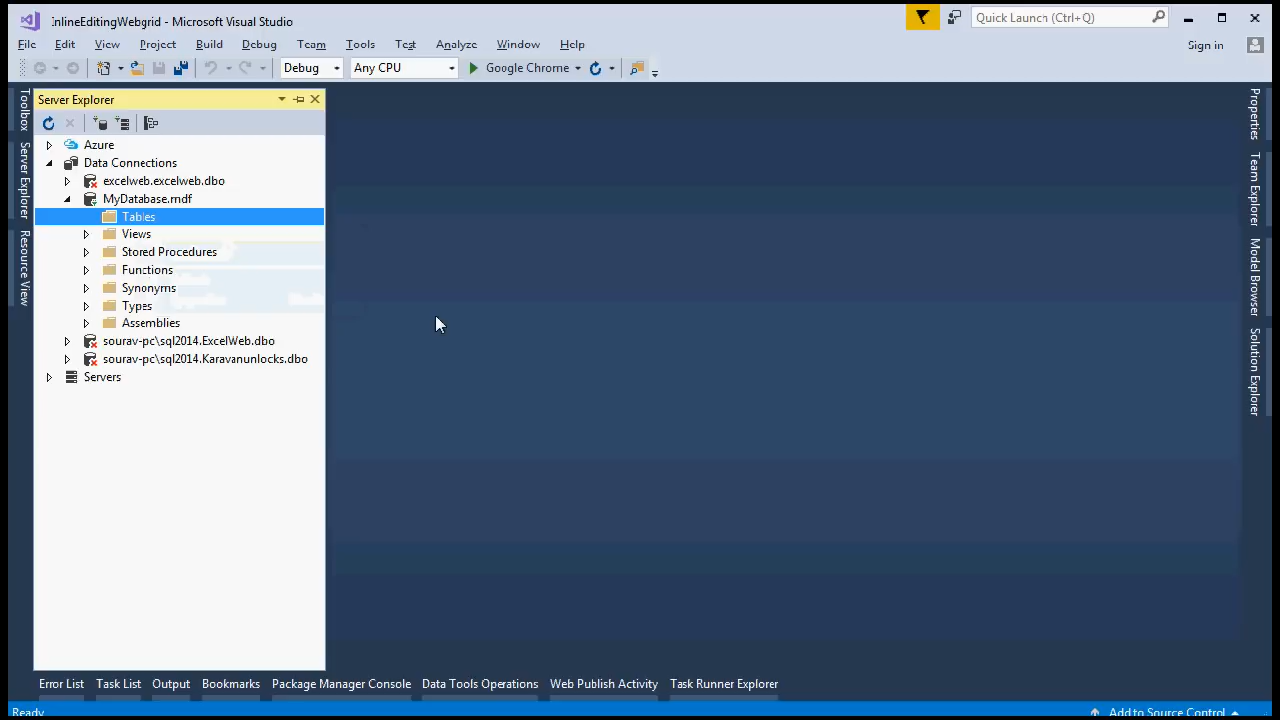 InlineEditingWebgrid - Microsoft Visual Studio
Quick Launch (Ctrl+Q)
File Edit View Project Build Debug Team Tools Test Analyze Window Help
Sign in
Debug Any CPU Google Chrome
Toolbox
Server Explorer
Resource View
Server Explorer
Azure
Data Connections
excelweb.excelweb.dbo
MyDatabase.mdf
Tables
Views
Stored Procedures
Functions
Synonyms
Types
Assemblies
sourav-pc\sql2014.ExcelWeb.dbo
sourav-pc\sql2014.Karavanunlocks.dbo
Servers
Properties
Team Explorer
Model Browser
Solution Explorer
Error List Task List Output Bookmarks Package Manager Console Data Tools Operations Web Publish Activity Task Runner Explorer
Ready Add to Source Control